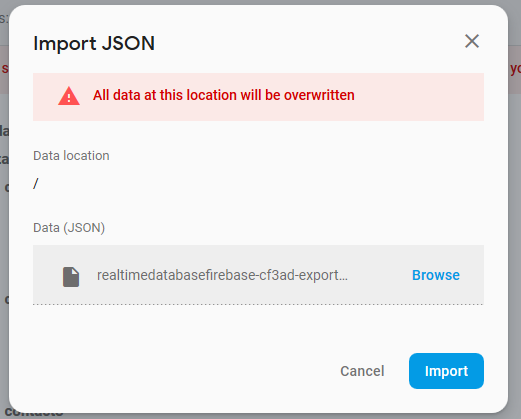 Import JSON
All data at this location will be overwritten
Data location
/
Data (JSON)
realtimedatabasefirebase-cf3ad-export...
Browse
Cancel
Import
contacts